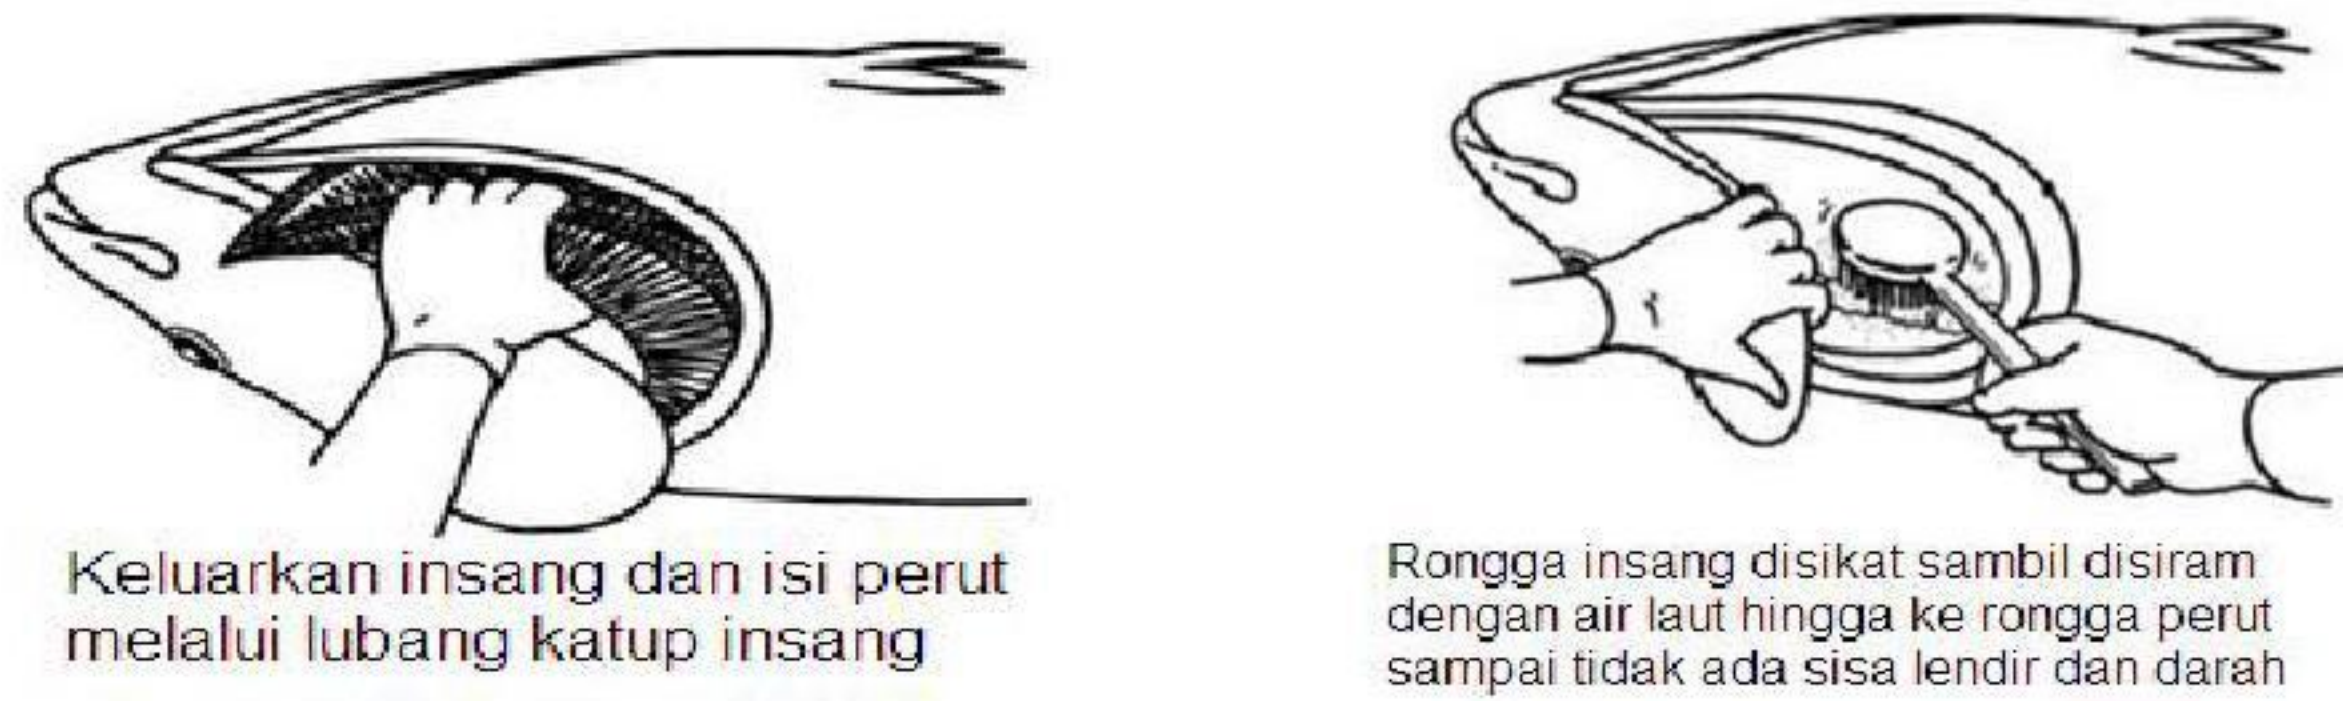 Keluarkan insang dan isi perut
melalui lubang katup insang
Rongga insang disikat sambil disiram
dengan air laut hingga ke rongga perut
sampai tidak ada sisa lendir dan darah